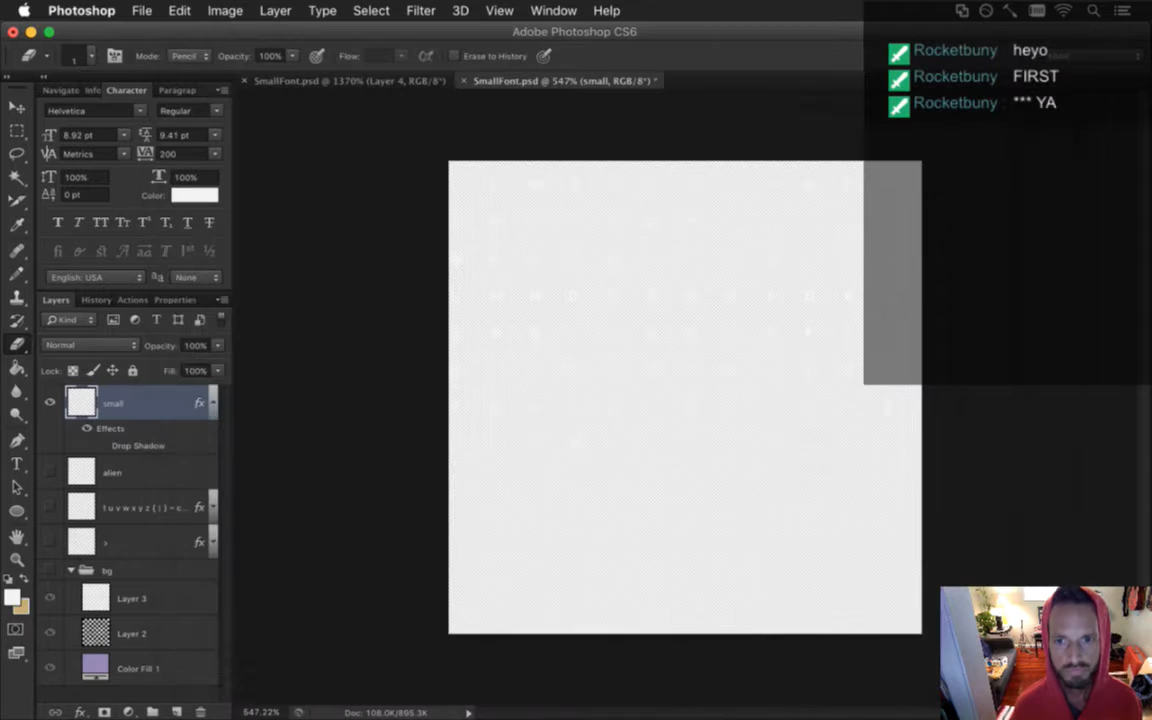 Photoshop File Edit Image Layer Type Select Filter 3D View Window Help
Adobe Photoshop CS6
1 Mode: Pencil Opacity: 100% Flow: Erase to History
SmallFont.psd @ 1370% (Layer 4, RGB/8*) SmallFont.psd @ 547% (small, RGB/8*) *
Rocketbuny heyo
Rocketbuny FIRST
Rocketbuny : *** YA
Navigate Info Character Paragraph
Helvetica Regular
8.92 pt 9.41 pt
Metrics 200
100% 100%
0 pt Color:
English: USA aa None
Layers History Actions Properties
Kind
Normal Opacity: 100%
Lock: Fill: 100%
small fx
Effects
Drop Shadow
alien
t u v w x y z { | } ~ c... fx
> fx
bg
Layer 3
Layer 2
Color Fill 1
547.22% Doc: 108.0K/895.3K